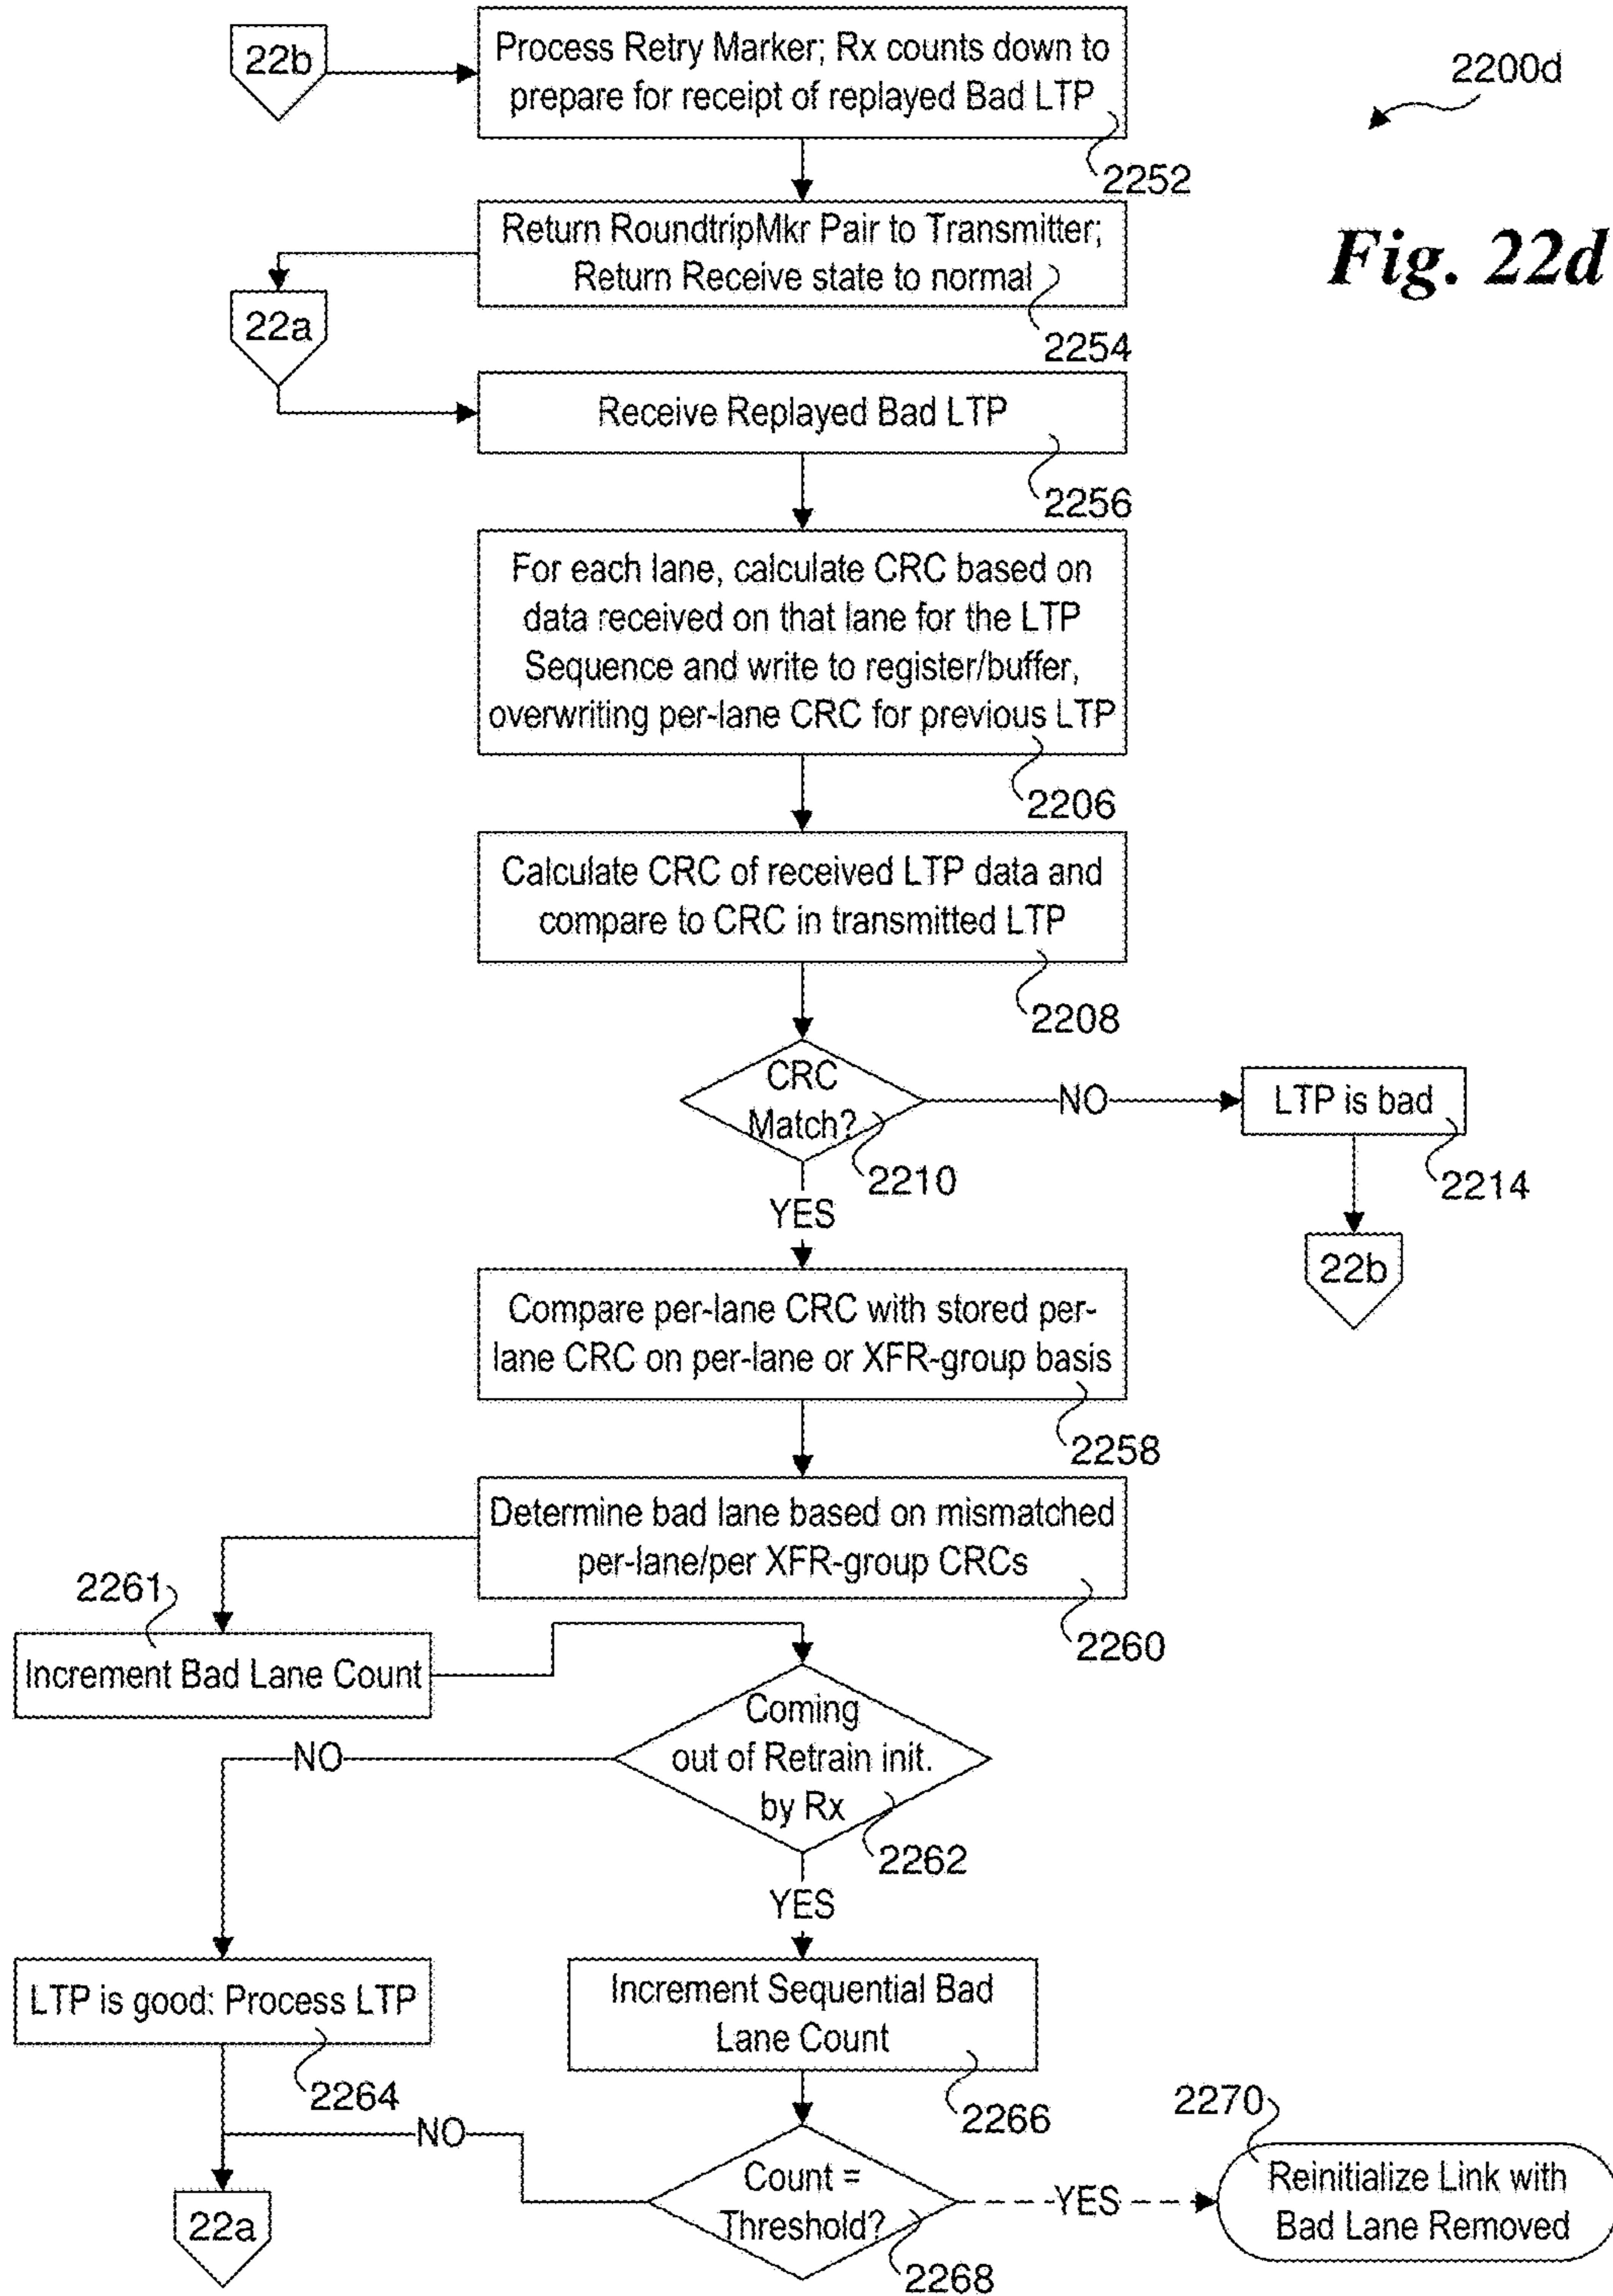 22b
Process Retry Marker; Rx counts down to
prepare for receipt of replayed Bad LTP
2252
2200d
Fig. 22d
Return RoundtripMkr Pair to Transmitter;
Return Receive state to normal
2254
22a
Receive Replayed Bad LTP
2256
For each lane, calculate CRC based on
data received on that lane for the LTP
Sequence and write to register/buffer,
overwriting per-lane CRC for previous LTP
2206
Calculate CRC of received LTP data and
compare to CRC in transmitted LTP
2208
CRC
Match?
2210
NO
LTP is bad
2214
22b
YES
Compare per-lane CRC with stored per-
lane CRC on per-lane or XFR-group basis
2258
Determine bad lane based on mismatched
per-lane/per XFR-group CRCs
2260
2261
Increment Bad Lane Count
Coming
out of Retrain init.
by Rx
2262
NO
YES
LTP is good: Process LTP
2264
Increment Sequential Bad
Lane Count
2266
NO
Count =
Threshold?
2268
YES
2270
Reinitialize Link with
Bad Lane Removed
22a